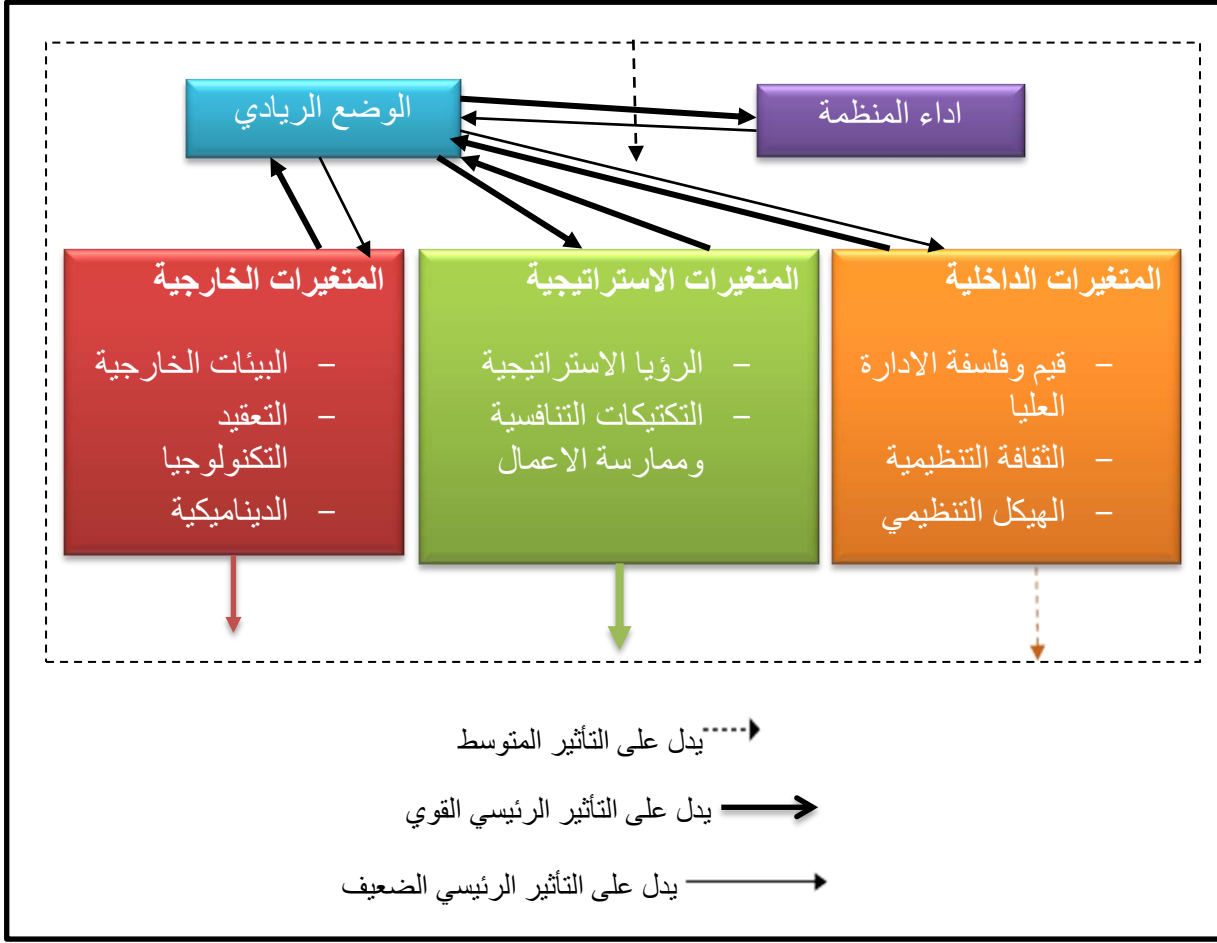 اداء المنظمة
الوضع الريادي
المتغيرات الداخلية
– قيم وفلسفة الادارة
العليا
– الثقافة التنظيمية
– الهيكل التنظيمي
المتغيرات الاستراتيجية
– الرؤيا الاستراتيجية
– التكتيكات التنافسية
وممارسة الاعمال
المتغيرات الخارجية
– البيئات الخارجية
– التعقيد
التكنولوجيا
– الديناميكية
يدل على التأثير المتوسط
يدل على التأثير الرئيسي القوي
يدل على التأثير الرئيسي الضعيف